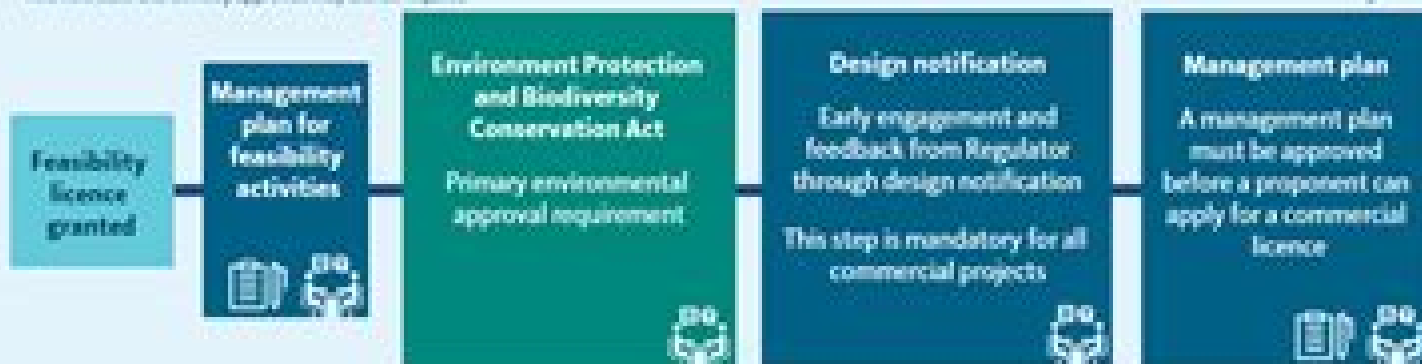 Feasibility
licence
granted
Management
plan for
feasibility
activities
Environment Protection
and Biodiversity
Conservation Act
Primary environmental
approval requirement
Design notification
Early engagement and
feedback from Regulator
through design notification
This step is mandatory for all
commercial projects
Management plan
A management plan
must be approved
before a proponent can
apply for a commercial
licence